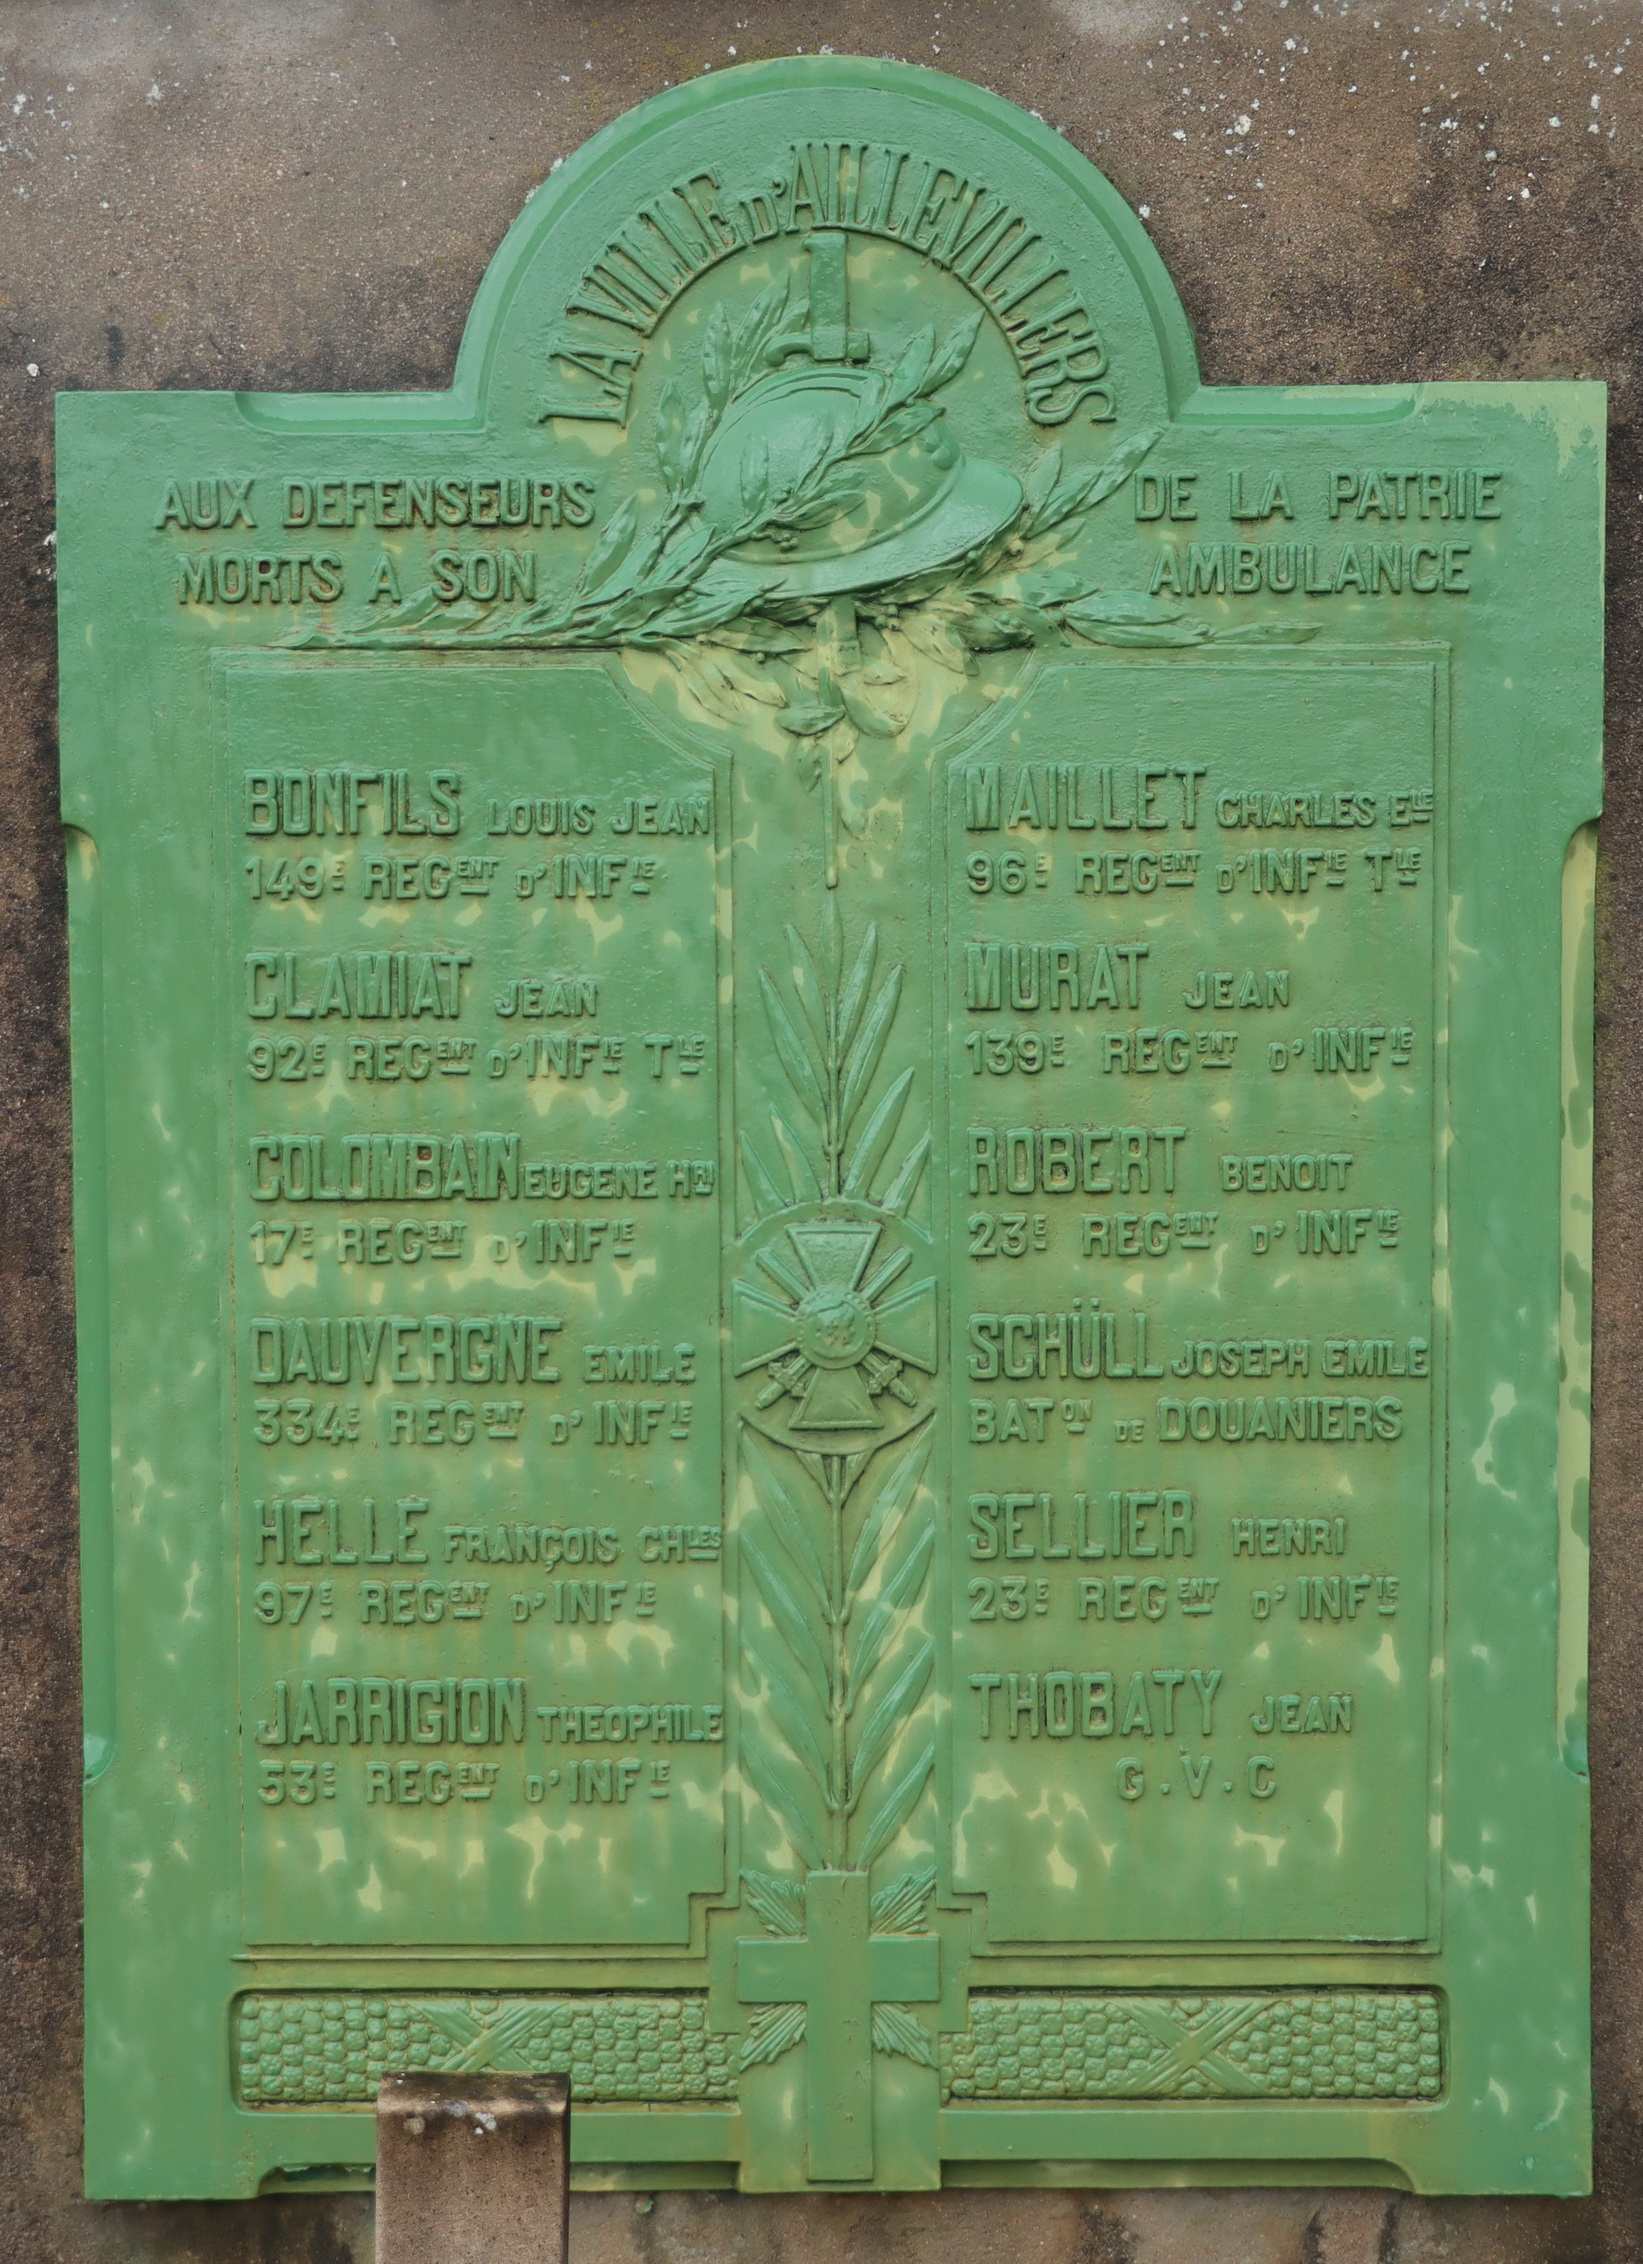 LA VILLE D'AILLEVILLERS
AUX DEFENSEURS DE LA PATRIE
MORTS A SON AMBULANCE
BONFILS LOUIS JEAN
149E REGENT D'INFIE
CLAMIAT JEAN
92E REGENT D'INFIE TLE
COLOMBAIN EUGENE HRI
17E REGENT D'INFIE
DAUVERGNE EMILE
334E REGENT D'INFIE
HELLE FRANÇOIS CHLES
97E REGENT D'INFIE
JARRIGION THEOPHILE
53E REGENT D'INFIE
MAILLET CHARLES ELE
96E REGENT D'INFIE TLE
MURAT JEAN
139E REGENT D'INFIE
ROBERT BENOIT
23E REGENT D'INFIE
SCHÜLL JOSEPH EMILE
BATON DE DOUANIERS
SELLIER HENRI
23E REGENT D'INFIE
THOBATY JEAN
G.V.C